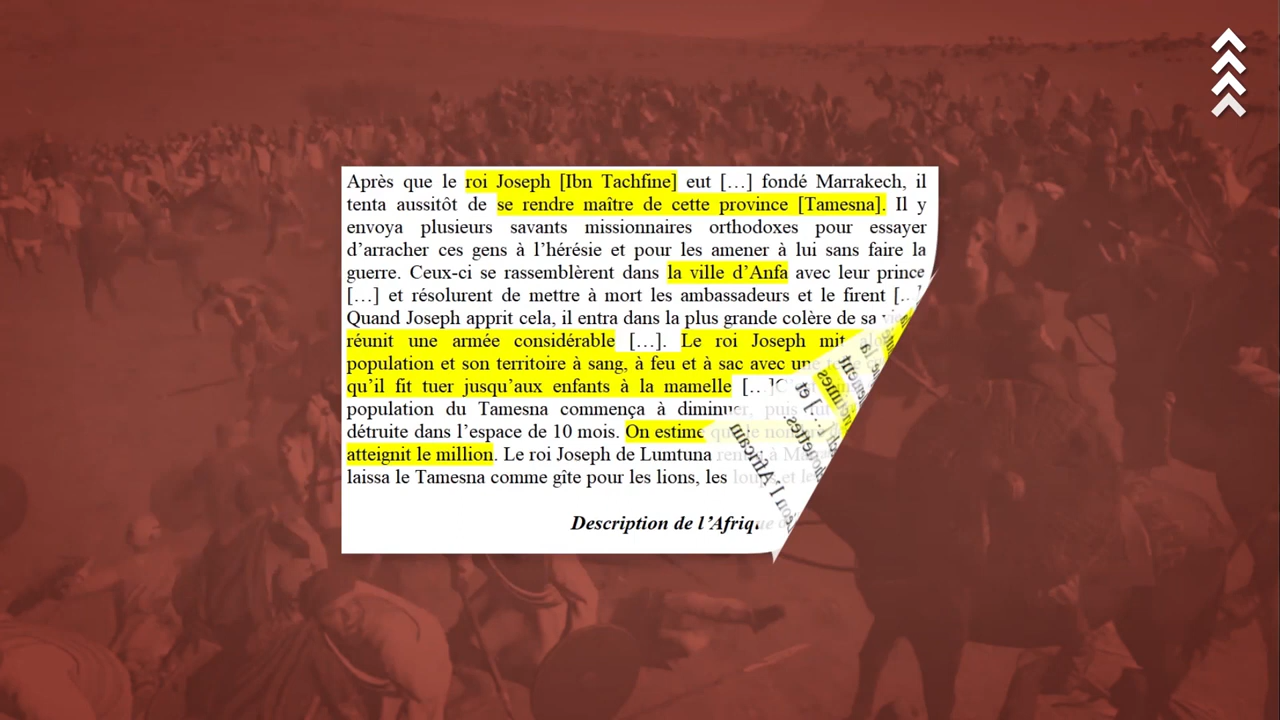 Après que le roi Joseph [Ibn Tachfine] eut […] fondé Marrakech, il
tenta aussitôt de se rendre maître de cette province [Tamesna]. Il y
envoya plusieurs savants missionnaires orthodoxes pour essayer
d’arracher ces gens à l’hérésie et pour les amener à lui sans faire la
guerre. Ceux-ci se rassemblèrent dans la ville d’Anfa avec leur prince
[…] et résolurent de mettre à mort les ambassadeurs et le firent
Quand Joseph apprit cela, il entra dans la plus grande colère de sa
réunit une armée considérable […]. Le roi Joseph mit
population et son territoire à sang, à feu et à sac avec une
qu’il fit tuer jusqu’aux enfants à la mamelle […]
population du Tamesna commença à diminuer, puis
détruite dans l’espace de 10 mois. On estime que le
atteignit le million. Le roi Joseph de Lumtuna
laissa le Tamesna comme gîte pour les lions, les loups et
Description de l’Afrique
l’Africain